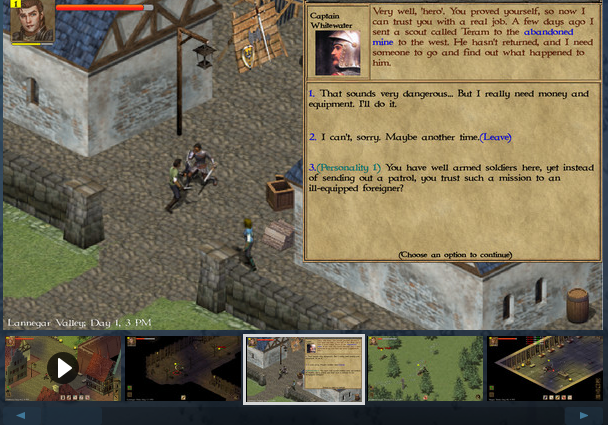 1
Captain
Whitewater
Very well, 'hero'. You proved yourself, so now I
can trust you with a real job. A few days ago I
sent a scout called Teram to the abandoned
mine to the west. He hasn't returned, and I need
someone to go and find out what happened to
him.
1. That sounds very dangerous... But I really need money and
equipment. I'll do it.
2. I can't, sorry. Maybe another time.(Leave)
3.(Personality 1) You have well armed soldiers here, yet instead
of sending out a patrol, you trust such a mission to an
ill-equipped foreigner?
(Choose an option to continue)
Lannegar Valley; Day 1, 3 PM